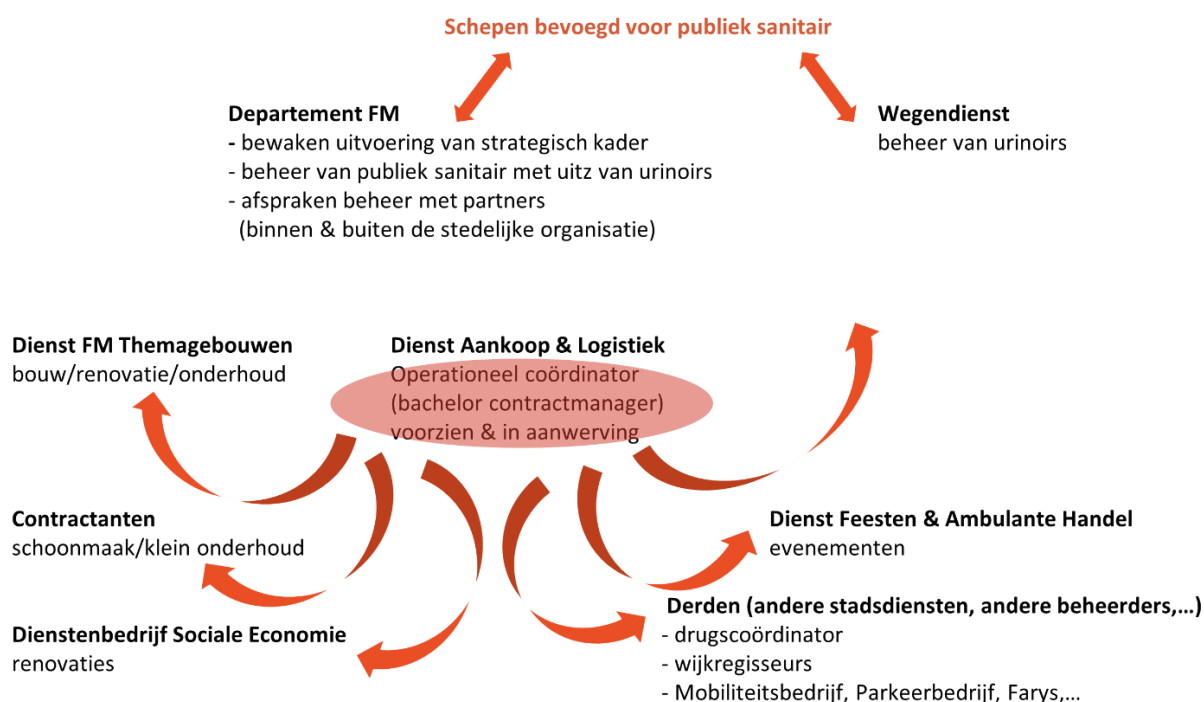 Schepen bevoegd voor publiek sanitair
Departement FM
- bewaken uitvoering van strategisch kader
- beheer van publiek sanitair met uitz van urinoirs
- afspraken beheer met partners
(binnen & buiten de stedelijke organisatie)
Wegendienst
beheer van urinoirs
Dienst FM Themagebouwen
bouw/renovatie/onderhoud
Dienst Aankoop & Logistiek
Operationeel coördinator
(bachelor contractmanager)
voorzien & in aanwerving
Contractanten
schoonmaak/klein onderhoud
Dienst Feesten & Ambulante Handel
evenementen
Dienstenbedrijf Sociale Economie
renovaties
Derden (andere stadsdiensten, andere beheerders,...)
- drugscoördinator
- wijkregisseurs
- Mobiliteitsbedrijf, Parkeerbedrijf, Farys,...